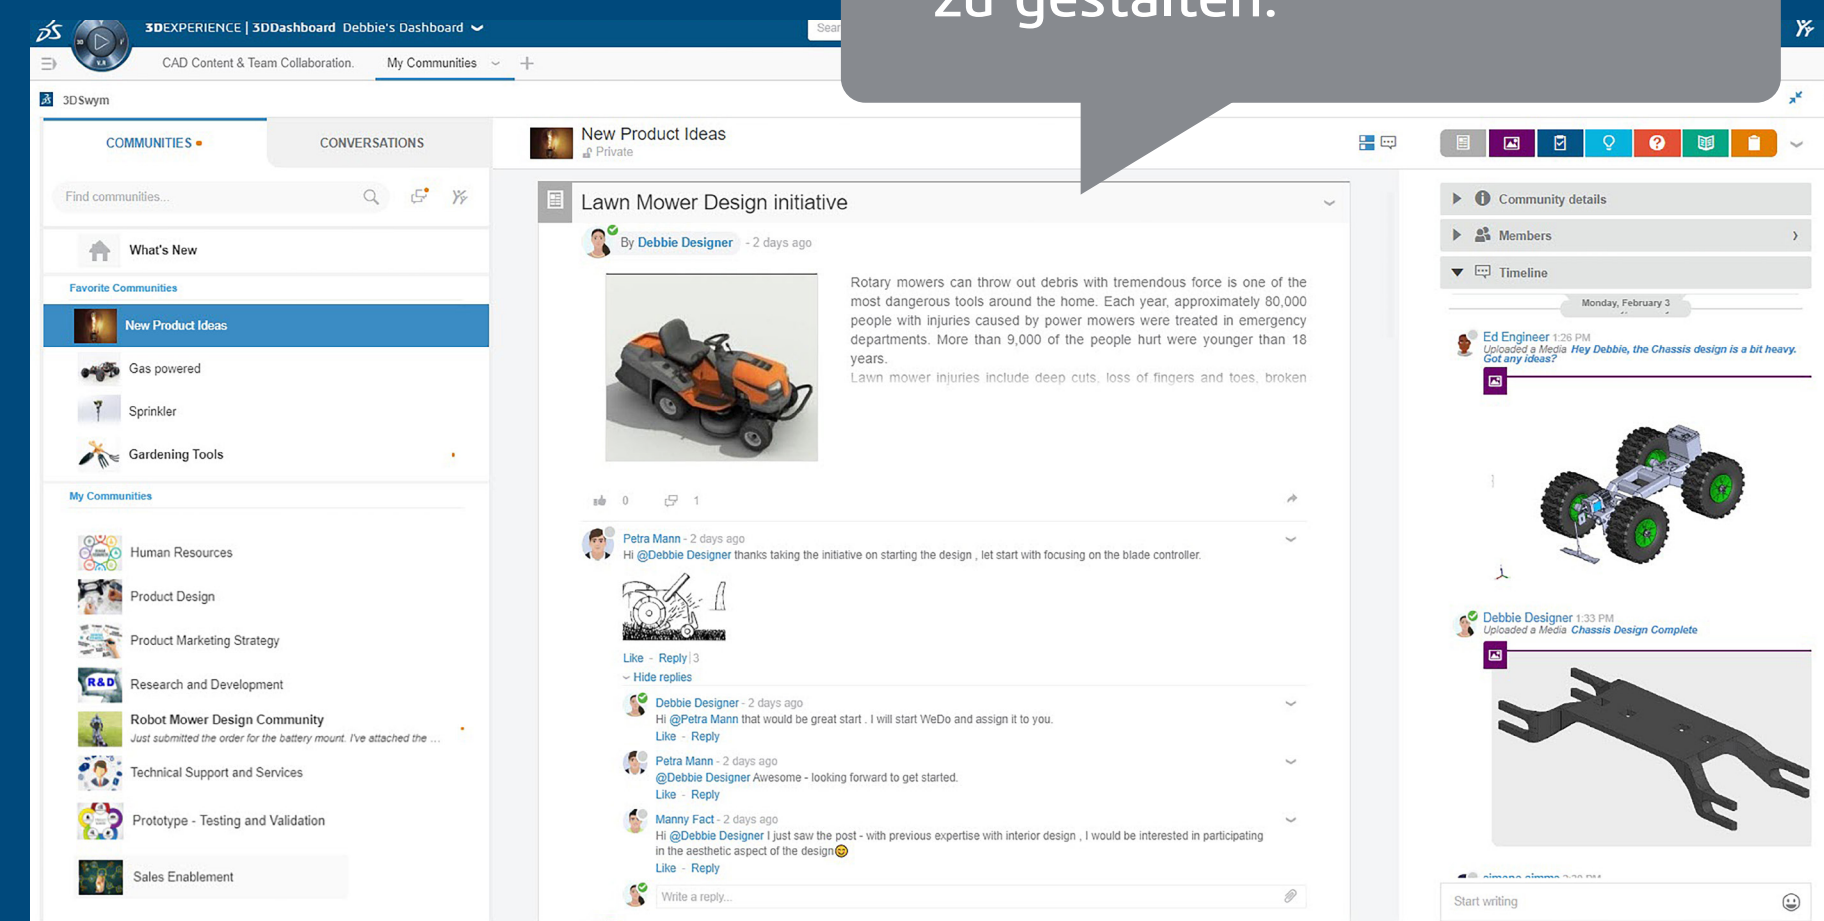 zu gestalten.
3DEXPERIENCE | 3DDashboard Debbie's Dashboard
Sear
CAD Content & Team Collaboration.
My Communities
3DSwym
COMMUNITIES
CONVERSATIONS
Find communities...
What's New
Favorite Communities
New Product Ideas
Gas powered
Sprinkler
Gardening Tools
My Communities
Human Resources
Product Design
Product Marketing Strategy
R&D
Research and Development
Robot Mower Design Community
Just submitted the order for the battery mount. I've attached the ...
Technical Support and Services
Prototype - Testing and Validation
Sales Enablement
New Product Ideas
Private
Lawn Mower Design initiative
By Debbie Designer - 2 days ago
Rotary mowers can throw out debris with tremendous force is one of the
most dangerous tools around the home. Each year, approximately 80,000
people with injuries caused by power mowers were treated in emergency
departments. More than 9,000 of the people hurt were younger than 18
years.
Lawn mower injuries include deep cuts, loss of fingers and toes, broken
0
1
Petra Mann - 2 days ago
Hi @Debbie Designer thanks taking the initiative on starting the design , let start with focusing on the blade controller.
Like - Reply|3
Hide replies
Debbie Designer - 2 days ago
Hi @Petra Mann that would be great start . I will start WeDo and assign it to you.
Like - Reply
Petra Mann - 2 days ago
@Debbie Designer Awesome - looking forward to get started.
Like - Reply
Manny Fact - 2 days ago
Hi @Debbie Designer I just saw the post - with previous expertise with interior design , I would be interested in participating
in the aesthetic aspect of the design
Like - Reply
Write a reply...
Community details
Members
Timeline
Monday, February 3
Ed Engineer 1:26 PM
Uploaded a Media Hey Debbie, the Chassis design is a bit heavy.
Got any ideas?
Debbie Designer 1:33 PM
Uploaded a Media Chassis Design Complete
Start writing